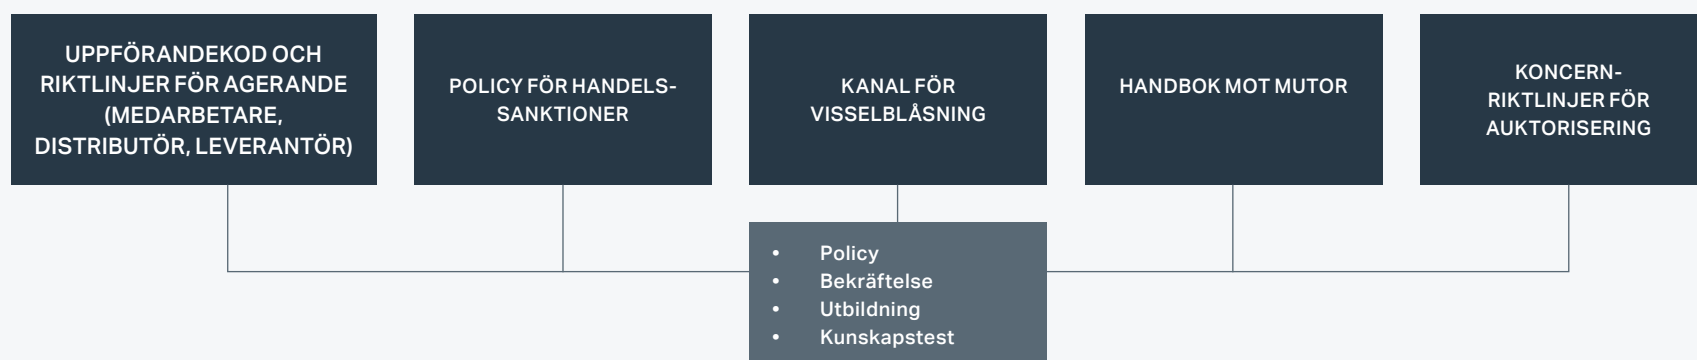 UPPFÖRANDEKOD OCH
RIKTLINJER FÖR AGERANDE
(MEDARBETARE,
DISTRIBUTÖR, LEVERANTÖR)
POLICY FÖR HANDELS-
SANKTIONER
KANAL FÖR
VISSELBLÅSNING
HANDBOK MOT MUTOR
KONCERN-
RIKTLINJER FÖR
AUKTORISERING
• Policy
• Bekräftelse
• Utbildning
• Kunskapstest